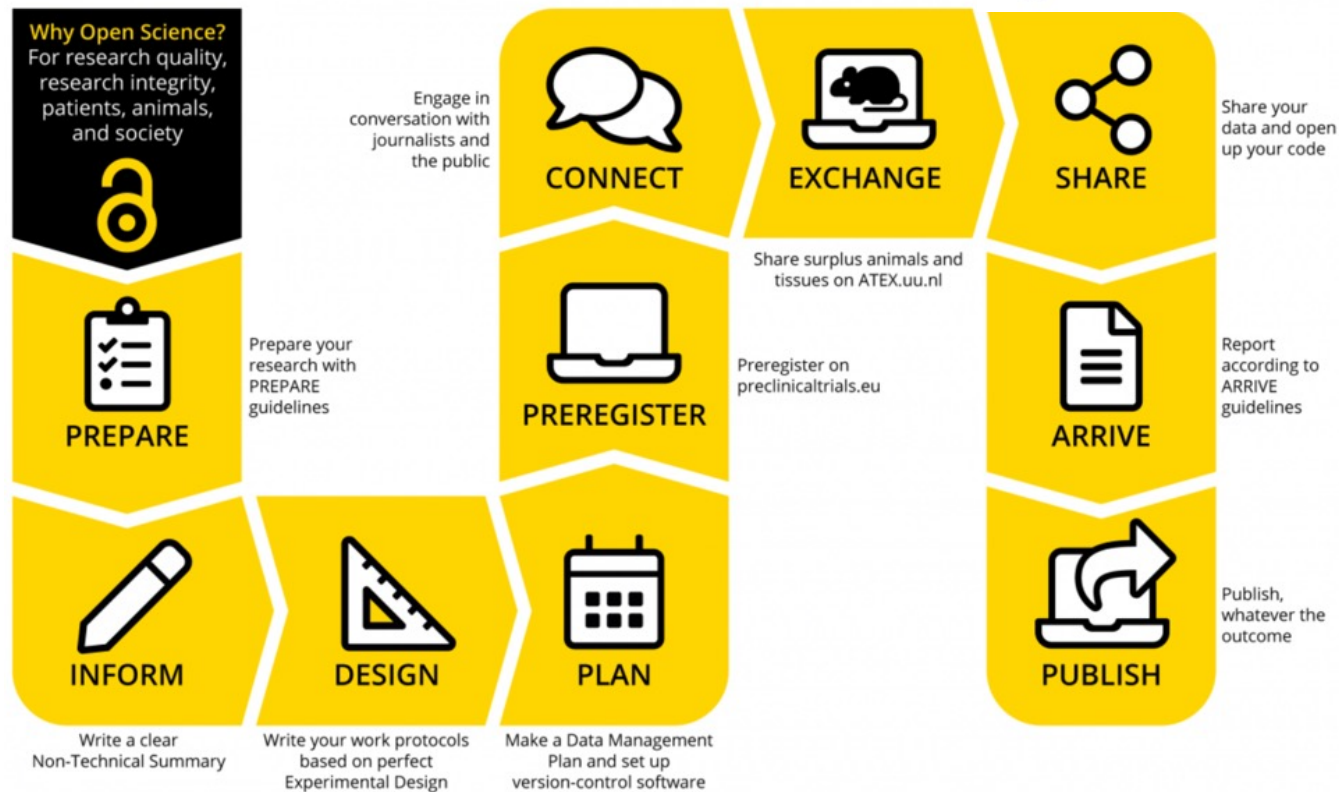 Why Open Science?
For research quality,
research integrity,
patients, animals,
and society
PREPARE
Prepare your
research with
PREPARE
guidelines
INFORM
Write a clear
Non-Technical Summary
DESIGN
Write your work protocols
based on perfect
Experimental Design
PLAN
Make a Data Management
Plan and set up
version-control software
PREREGISTER
Preregister on
preclinicaltrials.eu
CONNECT
Engage in
conversation with
journalists and
the public
EXCHANGE
Share surplus animals and
tissues on ATEX.uu.nl
SHARE
Share your
data and open
up your code
ARRIVE
Report
according to
ARRIVE
guidelines
PUBLISH
Publish,
whatever the
outcome